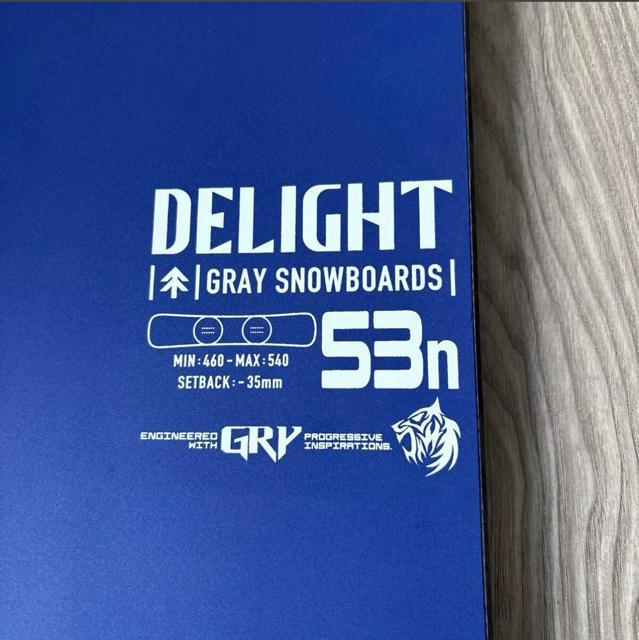 DELIGHT
GRAY SNOWBOARDS
53n
MIN:460-MAX:540
SETBACK:-35mm
ENGINEERED WITH GRY PROGRESSIVE INSPIRATIONS.